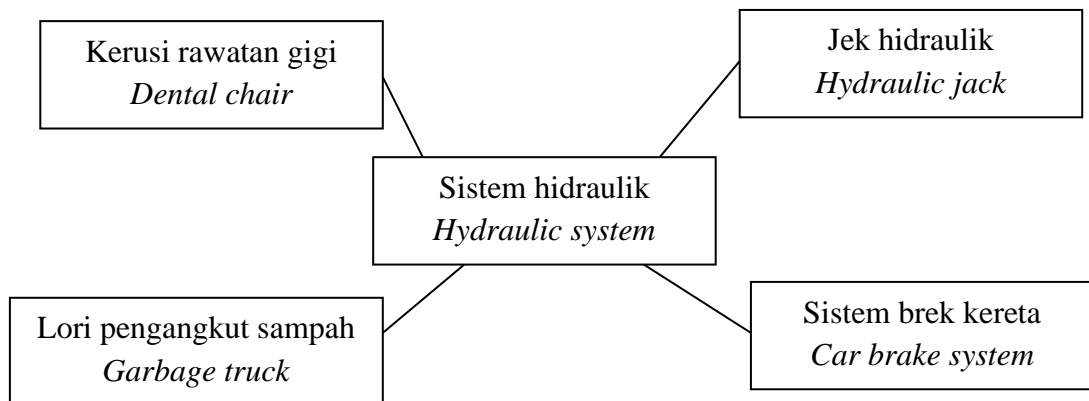 Kerusi rawatan gigi
Dental chair
Jek hidraulik
Hydraulic jack
Sistem hidraulik
Hydraulic system
Lori pengangkut sampah
Garbage truck
Sistem brek kereta
Car brake system